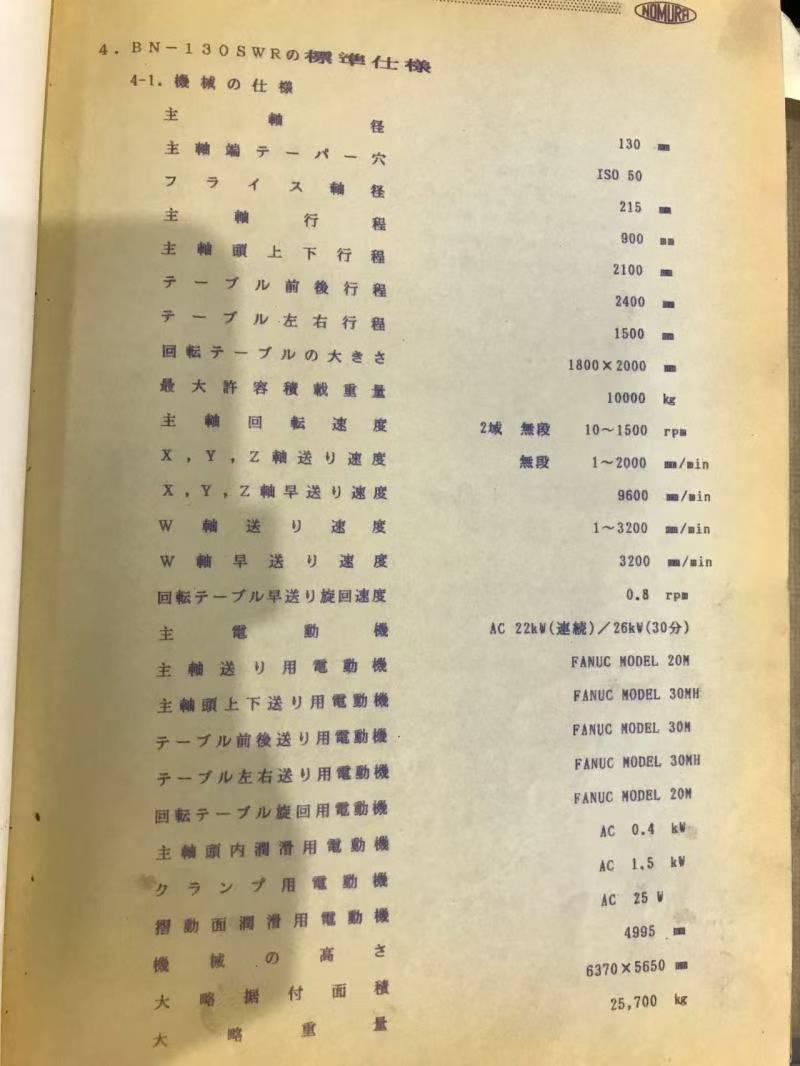 NOMURA
4. BN-130SWRの標準仕様
4-1. 機械の仕様
主軸径 130 mm
主軸端テーパー穴 ISO 50
フライス軸径 215 mm
主軸行程 900 mm
主軸頭上下行程 2100 mm
テーブル前後行程 2400 mm
テーブル左右行程 1500 mm
回転テーブルの大きさ 1800×2000 mm
最大許容積載重量 10000 kg
主軸回転速度 2域 無段 10~1500 rpm
X,Y,Z軸送り速度 無段 1~2000 mm/min
X,Y,Z軸早送り速度 9600 mm/min
W軸送り速度 1~3200 mm/min
W軸早送り速度 3200 mm/min
回転テーブル早送り旋回速度 0.8 rpm
主電動機 AC 22kW(連続)/26kW(30分)
主軸送り用電動機 FANUC MODEL 20M
主軸頭上下送り用電動機 FANUC MODEL 30MH
テーブル前後送り用電動機 FANUC MODEL 30M
テーブル左右送り用電動機 FANUC MODEL 30MH
回転テーブル旋回用電動機 FANUC MODEL 20M
主軸頭内潤滑用電動機 AC 0.4 kW
クランプ用電動機 AC 1.5 kW
摺動面潤滑用電動機 AC 25 W
機械の高さ 4995 mm
大略据付面積 6370×5650 mm
大略重量 25,700 kg